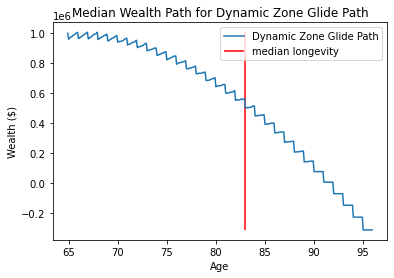 Median Wealth Path for Dynamic Zone Glide Path
1e6
Dynamic Zone Glide Path
median longevity
1.0
0.8
0.6
0.4
0.2
0.0
−0.2
Wealth ($)
65 70 75 80 85 90 95
Age